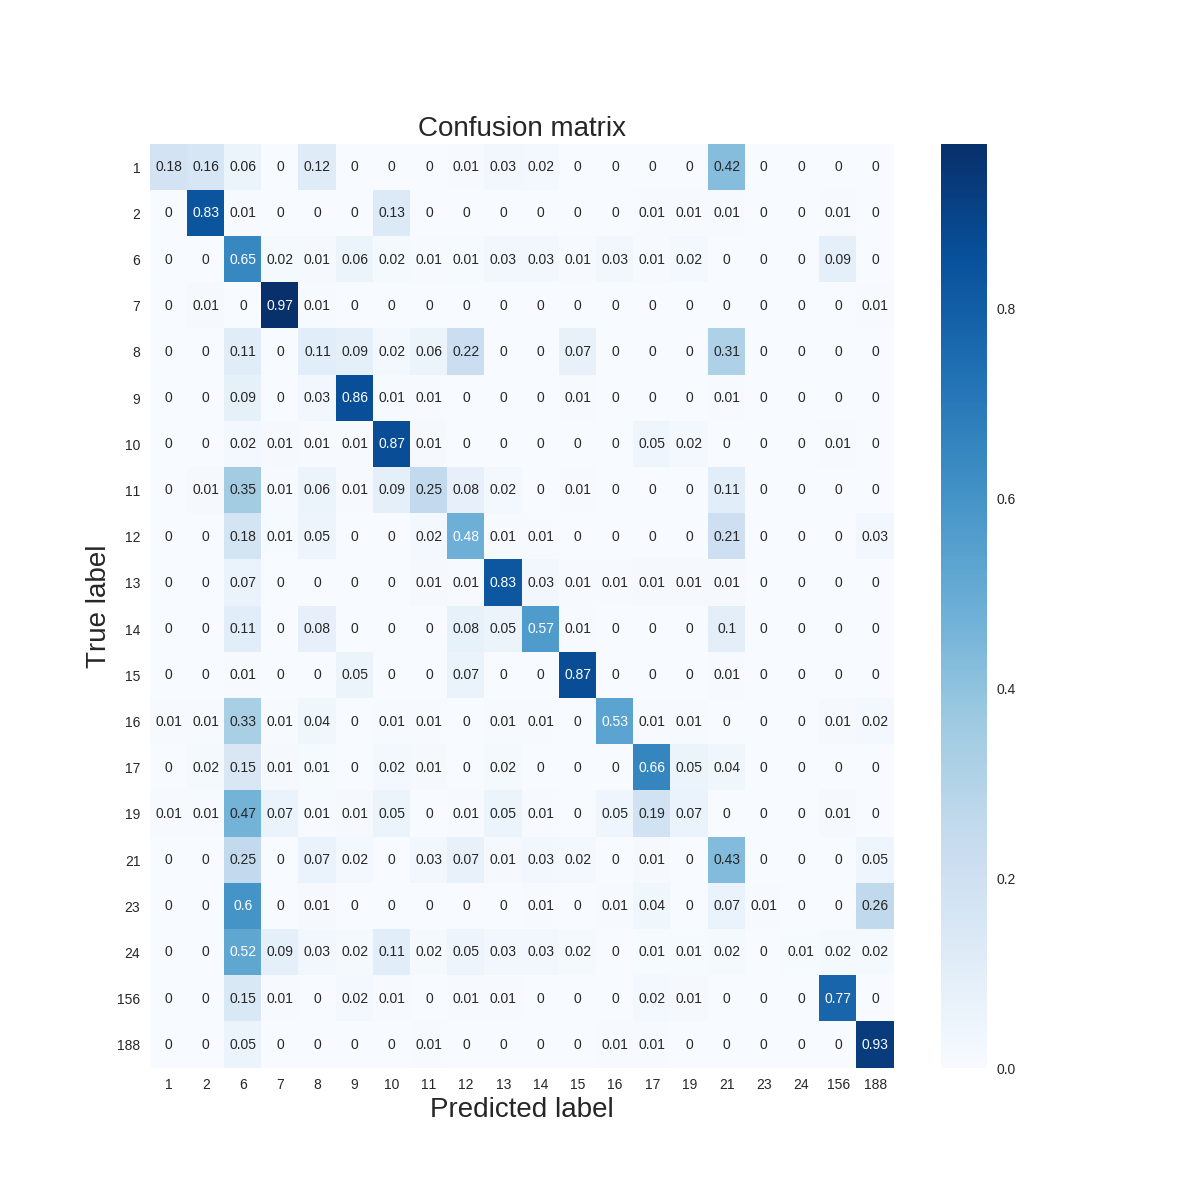 Confusion matrix
1 0.18 0.16 0.06 0 0.12 0 0 0 0.01 0.03 0.02 0 0 0 0 0.42 0 0 0 0
2 0 0.83 0.01 0 0 0 0.13 0 0 0 0 0 0 0.01 0.01 0.01 0 0 0.01 0
6 0 0 0.65 0.02 0.01 0.06 0.02 0.01 0.01 0.03 0.03 0.01 0.03 0.01 0.02 0 0 0 0.09 0
7 0 0.01 0 0.97 0.01 0 0 0 0 0 0 0 0 0 0 0 0 0 0 0.01
0.8
8 0 0 0.11 0 0.11 0.09 0.02 0.06 0.22 0 0 0.07 0 0 0 0.31 0 0 0 0
9 0 0 0.09 0 0.03 0.86 0.01 0.01 0 0 0 0.01 0 0 0 0.01 0 0 0 0
10 0 0 0.02 0.01 0.01 0.01 0.87 0.01 0 0 0 0 0 0.05 0.02 0 0 0 0.01 0
11 0 0.01 0.35 0.01 0.06 0.01 0.09 0.25 0.08 0.02 0 0.01 0 0 0 0.11 0 0 0 0
0.6
12 0 0 0.18 0.01 0.05 0 0 0.02 0.48 0.01 0.01 0 0 0 0 0.21 0 0 0 0.03
13 0 0 0.07 0 0 0 0 0.01 0.01 0.83 0.03 0.01 0.01 0.01 0.01 0.01 0 0 0 0
True label
14 0 0 0.11 0 0.08 0 0 0 0.08 0.05 0.57 0.01 0 0 0 0.1 0 0 0 0
15 0 0 0.01 0 0 0.05 0 0 0.07 0 0 0.87 0 0 0 0.01 0 0 0 0
0.4
16 0.01 0.01 0.33 0.01 0.04 0 0.01 0.01 0 0.01 0.01 0 0.53 0.01 0.01 0 0 0 0.01 0.02
17 0 0.02 0.15 0.01 0.01 0 0.02 0.01 0 0.02 0 0 0 0.66 0.05 0.04 0 0 0 0
19 0.01 0.01 0.47 0.07 0.01 0.01 0.05 0 0.01 0.05 0.01 0 0.05 0.19 0.07 0 0 0 0.01 0
21 0 0 0.25 0 0.07 0.02 0 0.03 0.07 0.01 0.03 0.02 0 0.01 0 0.43 0 0 0 0.05
0.2
23 0 0 0.6 0 0.01 0 0 0 0 0 0.01 0 0.01 0.04 0 0.07 0.01 0 0 0.26
24 0 0 0.52 0.09 0.03 0.02 0.11 0.02 0.05 0.03 0.03 0.02 0 0.01 0.01 0.02 0 0.01 0.02 0.02
156 0 0 0.15 0.01 0 0.02 0.01 0 0.01 0.01 0 0 0 0.02 0.01 0 0 0 0.77 0
188 0 0 0.05 0 0 0 0 0.01 0 0 0 0 0.01 0.01 0 0 0 0 0 0.93
0.0
1 2 6 7 8 9 10 11 12 13 14 15 16 17 19 21 23 24 156 188
Predicted label